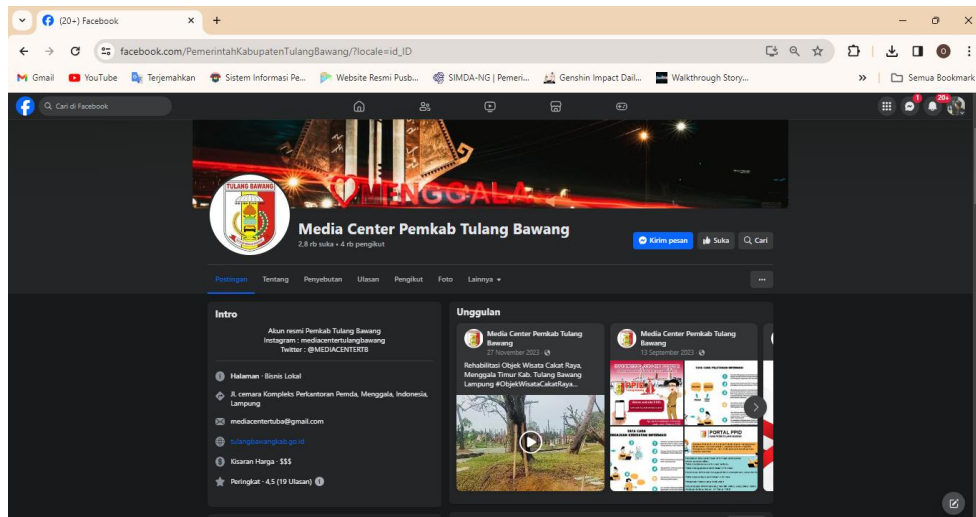 (20+) Facebook
facebook.com/PemerintahKabupatenTulangBawang/?locale=id_ID
Gmail YouTube Terjemahkan Sistem Informasi Pe... Website Resmi Pusb... SIMDA-NG | Pemeri... Genshin Impact Dail... Walkthrough Story... Semua Bookmark
Cari di Facebook
1 20+
MENGGALA
TULANG BAWANG
Media Center Pemkab Tulang Bawang
2,8 rb suka • 4 rb pengikut
Kirim pesan Suka Cari
Postingan Tentang Penyebutan Ulasan Pengikut Foto Lainnya
Intro
Akun resmi Pemkab Tulang Bawang
Instagram : mediacentertulangbawang
Twitter : @MEDIACENTERTB
Halaman · Bisnis Lokal
Jl. cemara Kompleks Perkantoran Pemda, Menggala, Indonesia,
Lampung
mediacentertuba@gmail.com
tulangbawangkab.go.id
Kisaran Harga · $$$
Peringkat · 4,5 (19 Ulasan)
Unggulan
Media Center Pemkab Tulang
Bawang
27 November 2023
Rehabilitasi Objek Wisata Cakat Raya,
Menggala Timur Kab. Tulang Bawang
Lampung #ObjekWisataCakatRaya...
Media Center Pemkab Tulang
Bawang
13 September 2023
PORTAL PPID